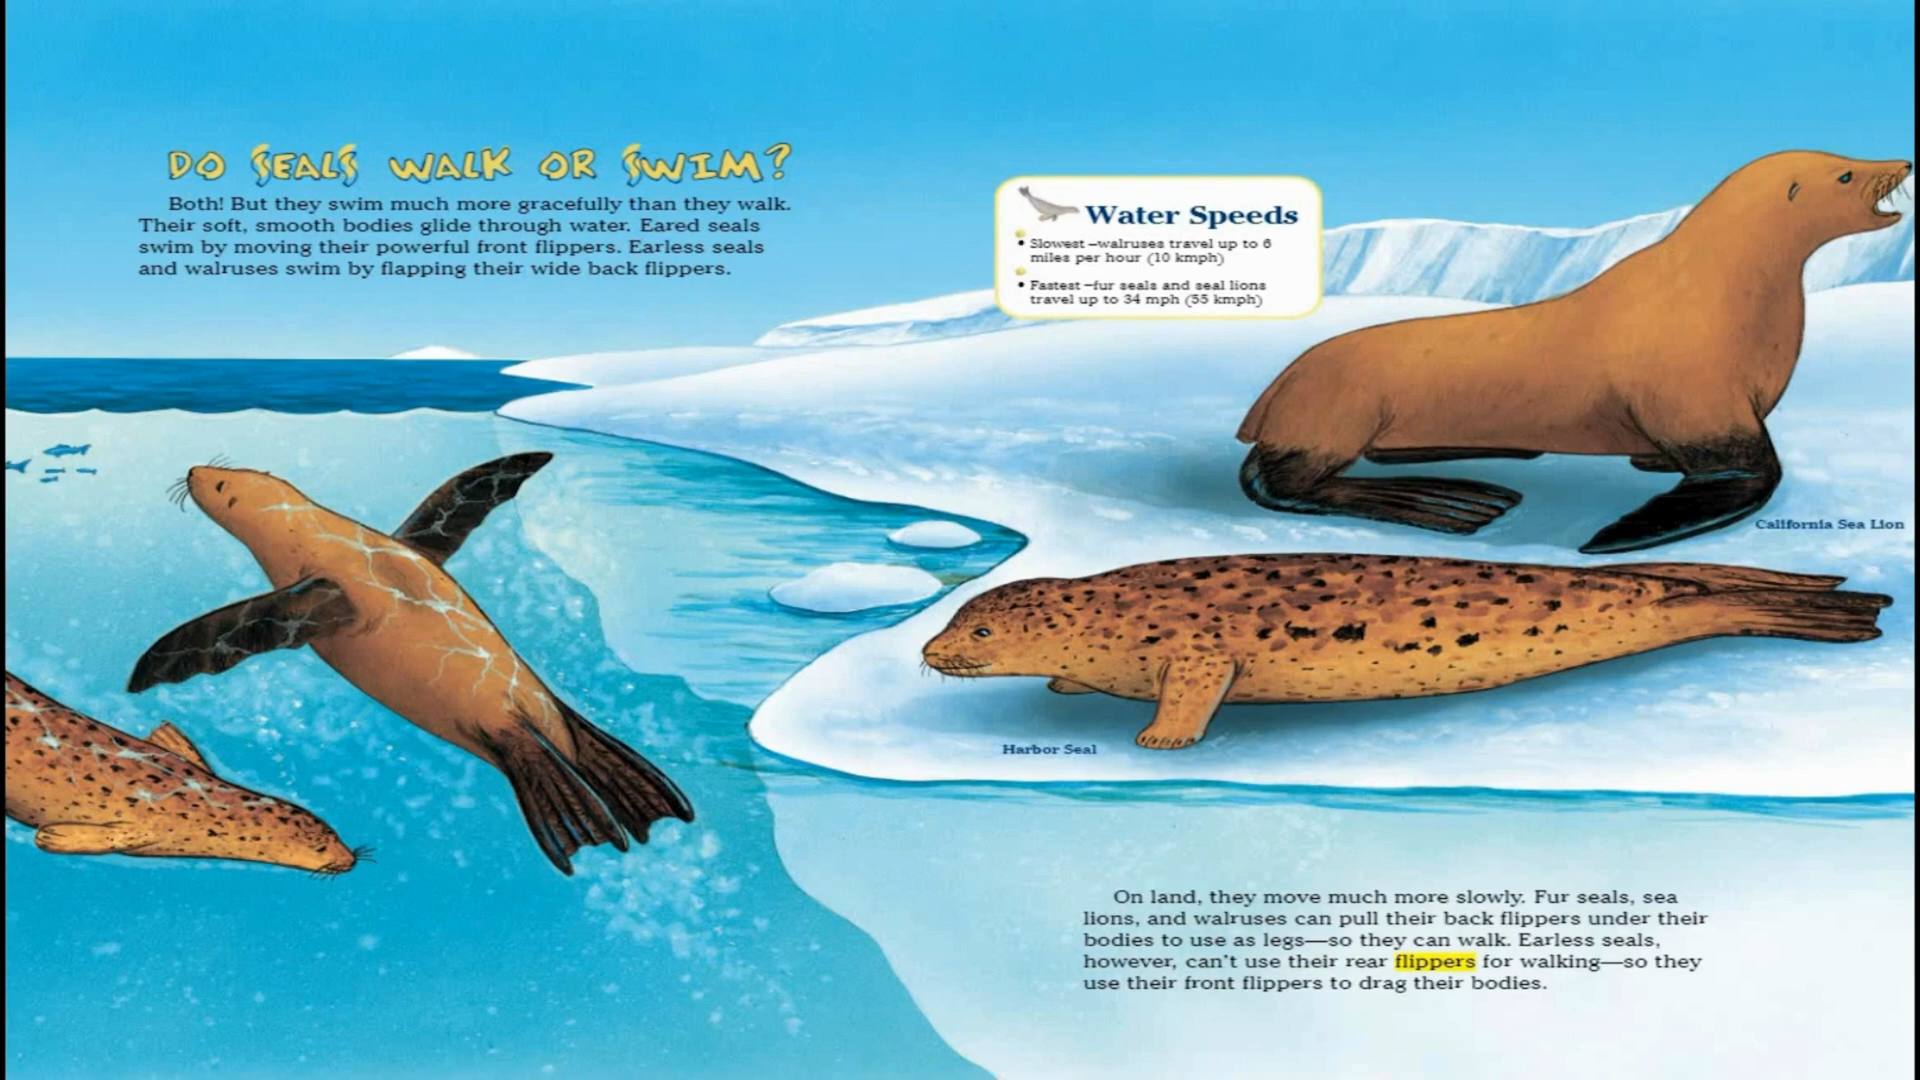 DO SEALS WALK OR SWIM?
Both! But they swim much more gracefully than they walk.
Their soft, smooth bodies glide through water. Eared seals
swim by moving their powerful front flippers. Earless seals
and walruses swim by flapping their wide back flippers.
Water Speeds
• Slowest –walruses travel up to 6
miles per hour (10 kmph)
• Fastest –fur seals and seal lions
travel up to 34 mph (55 kmph)
California Sea Lion
Harbor Seal
On land, they move much more slowly. Fur seals, sea
lions, and walruses can pull their back flippers under their
bodies to use as legs—so they can walk. Earless seals,
however, can't use their rear flippers for walking—so they
use their front flippers to drag their bodies.